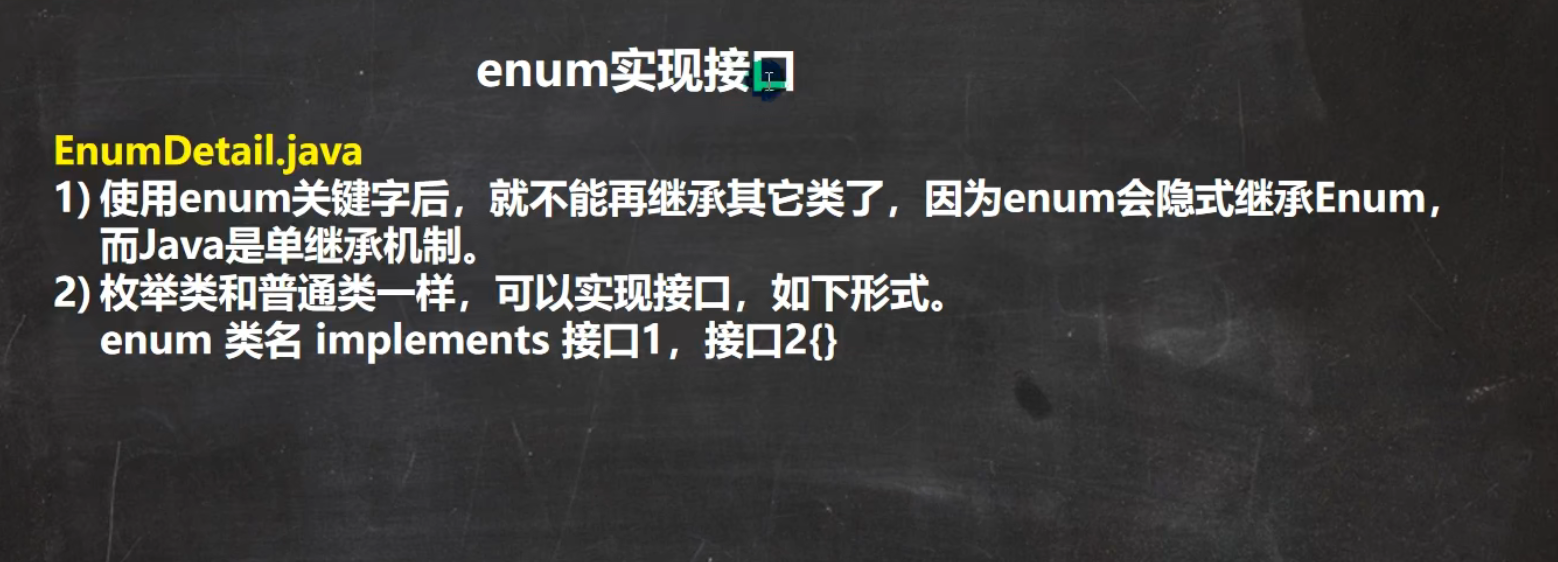 enum实现接口
EnumDetail.java
1) 使用enum关键字后，就不能再继承其它类了，因为enum会隐式继承Enum，
而Java是单继承机制。
2) 枚举类和普通类一样，可以实现接口，如下形式。
enum 类名 implements 接口1，接口2{}